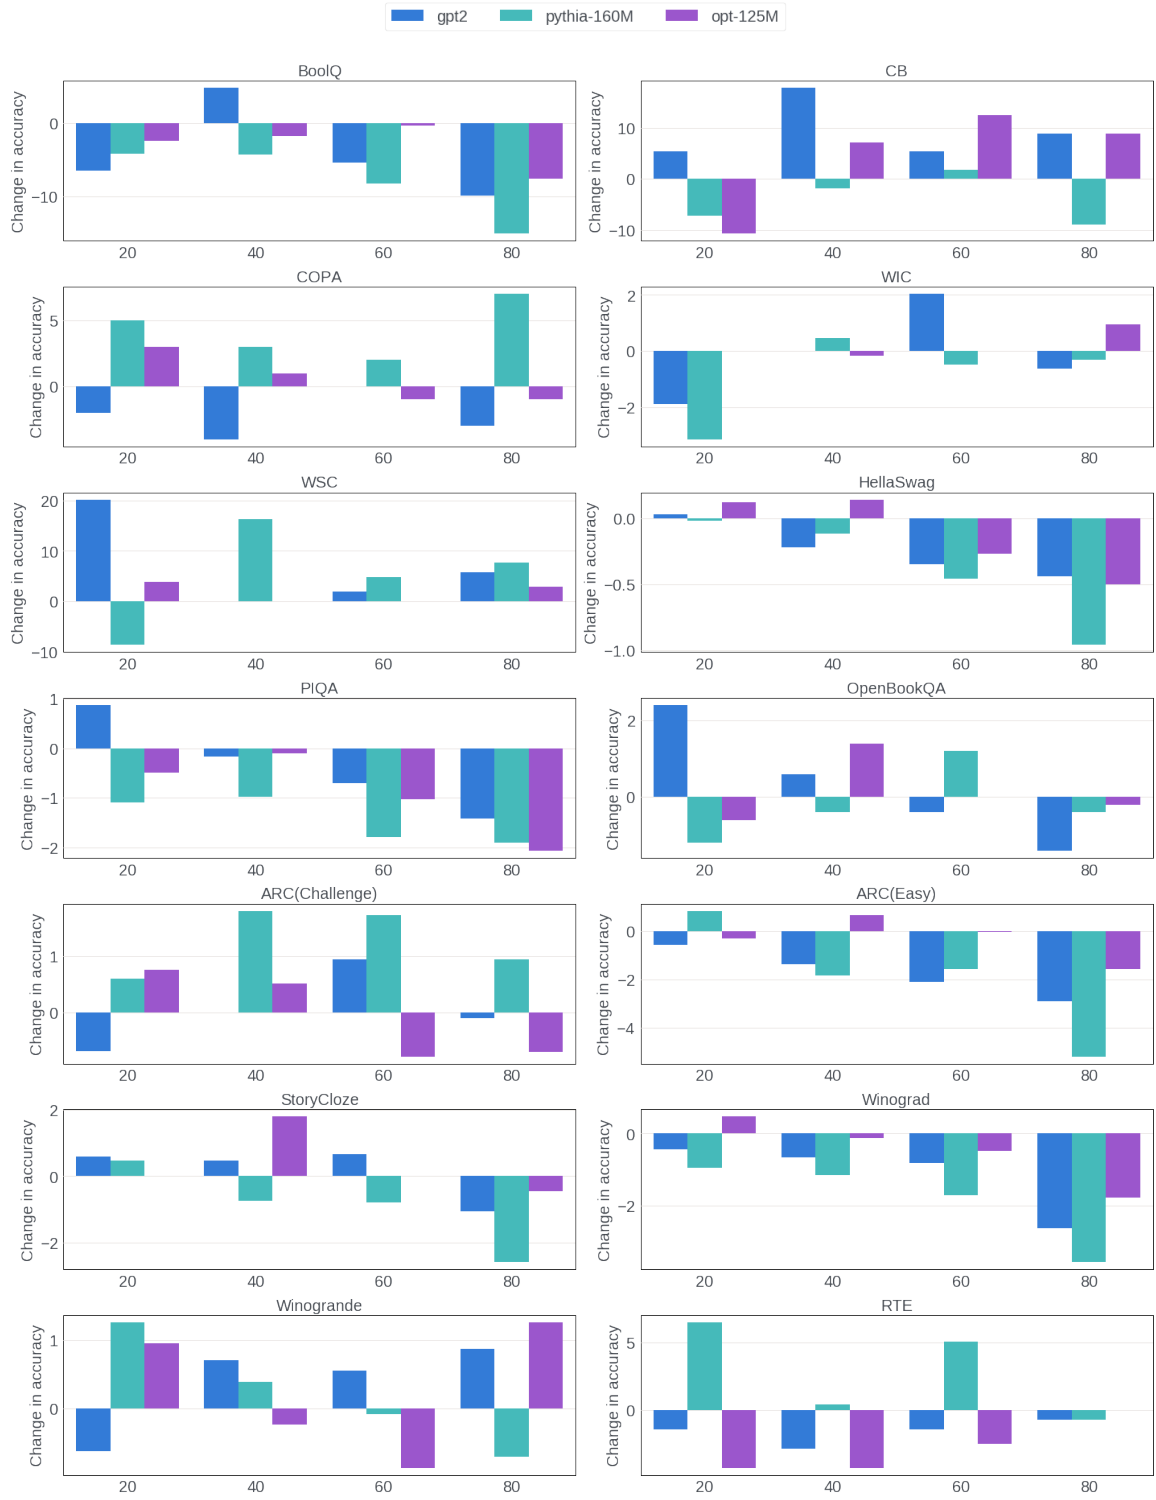 gpt2 pythia-160M opt-125M
BoolQ
Change in accuracy
0
−10
20 40 60 80
CB
Change in accuracy
10
0
−10
20 40 60 80
COPA
Change in accuracy
5
0
20 40 60 80
WIC
Change in accuracy
2
0
−2
20 40 60 80
WSC
Change in accuracy
20
10
0
−10
20 40 60 80
HellaSwag
Change in accuracy
0.0
−0.5
−1.0
20 40 60 80
PIQA
Change in accuracy
1
0
−1
−2
20 40 60 80
OpenBookQA
Change in accuracy
2
0
20 40 60 80
ARC(Challenge)
Change in accuracy
1
0
20 40 60 80
ARC(Easy)
Change in accuracy
0
−2
−4
20 40 60 80
StoryCloze
Change in accuracy
2
0
−2
20 40 60 80
Winograd
Change in accuracy
0
−2
20 40 60 80
Winogrande
Change in accuracy
1
0
20 40 60 80
RTE
Change in accuracy
5
0
20 40 60 80